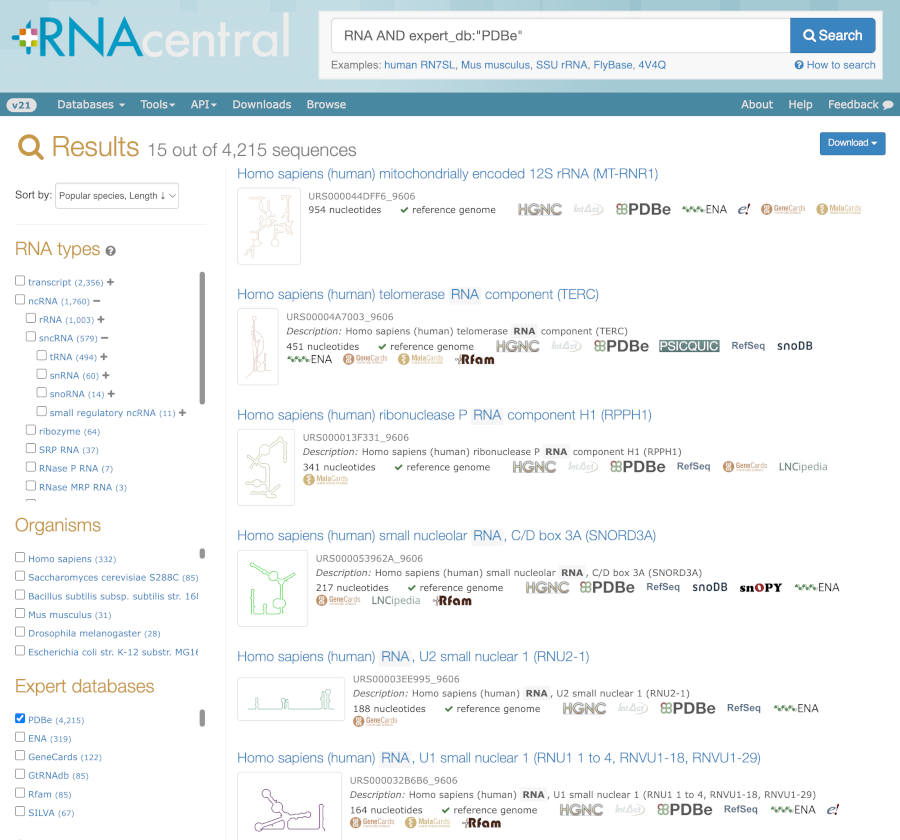 RNAcentral
RNA AND expert_db:"PDBe"
Search
Examples: human RN7SL, Mus musculus, SSU rRNA, FlyBase, 4V4Q
How to search
v21 Databases Tools API Downloads Browse About Help Feedback
Results 15 out of 4,215 sequences
Download
Sort by: Popular species, Length ↓
RNA types
transcript (2,356)
ncRNA (1,760)
rRNA (1,003)
sncRNA (579)
tRNA (494)
snRNA (60)
snoRNA (14)
small regulatory ncRNA (11)
ribozyme (64)
SRP RNA (37)
RNase P RNA (7)
RNase MRP RNA (3)
Organisms
Homo sapiens (332)
Saccharomyces cerevisiae S288C (85)
Bacillus subtilis subsp. subtilis str. 168
Mus musculus (31)
Drosophila melanogaster (28)
Escherichia coli str. K-12 substr. MG16
Expert databases
PDBe (4,215)
ENA (319)
GeneCards (122)
GtRNAdb (85)
Rfam (85)
SILVA (67)
Homo sapiens (human) mitochondrially encoded 12S rRNA (MT-RNR1)
URS000044DFF6_9606
954 nucleotides ✔ reference genome HGNC IntAct PDBe ENA e! GeneCards MalaCards
Homo sapiens (human) telomerase RNA component (TERC)
URS00004A7003_9606
Description: Homo sapiens (human) telomerase RNA component (TERC)
451 nucleotides ✔ reference genome HGNC IntAct PDBe PSICQUIC RefSeq snoDB
ENA GeneCards MalaCards Rfam
Homo sapiens (human) ribonuclease P RNA component H1 (RPPH1)
URS000013F331_9606
Description: Homo sapiens (human) ribonuclease P RNA component H1 (RPPH1)
341 nucleotides ✔ reference genome HGNC IntAct PDBe RefSeq GeneCards LNCipedia
MalaCards
Homo sapiens (human) small nucleolar RNA, C/D box 3A (SNORD3A)
URS000053962A_9606
Description: Homo sapiens (human) small nucleolar RNA, C/D box 3A (SNORD3A)
217 nucleotides ✔ reference genome HGNC PDBe RefSeq snoDB snOPY ENA
GeneCards LNCipedia Rfam
Homo sapiens (human) RNA, U2 small nuclear 1 (RNU2-1)
URS00003EE995_9606
Description: Homo sapiens (human) RNA, U2 small nuclear 1 (RNU2-1)
188 nucleotides ✔ reference genome HGNC IntAct PDBe RefSeq ENA
GeneCards
Homo sapiens (human) RNA, U1 small nuclear 1 (RNU1 1 to 4, RNVU1-18, RNVU1-29)
URS000032B6B6_9606
Description: Homo sapiens (human) RNA, U1 small nuclear 1 (RNU1 1 to 4, RNVU1-18, RNVU1-29)
164 nucleotides ✔ reference genome HGNC IntAct PDBe RefSeq ENA e!
GeneCards MalaCards Rfam